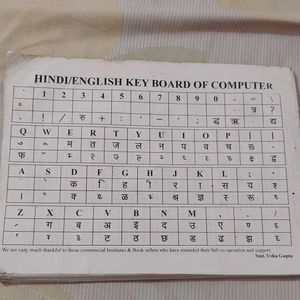 HINDI/ENGLISH KEY BOARD OF COMPUTER
1 2 3 4 5 6 7 8 9 0 - = \
त्र ?
! / रु + : ' – ' ; द्ध ऋ द्य
Q W E R T Y U I O P [ ]
म त ज ल न प व च ख ,
फ ॅ म् त् ज् ल् न् प् व् च् ख् द्व
A S D F G H J K L ; '
क ि ह ी र ा स य श
ळ श्र ज्ञ रू
Z X C V B N M , . /
ग ब अ इ द उ ए ण
ट ठ छ ड ढ झ
We are very much thankful to those commercial Institutes & Book sellers who have extended their full co-operation and support.
Smt. Usha Gupta